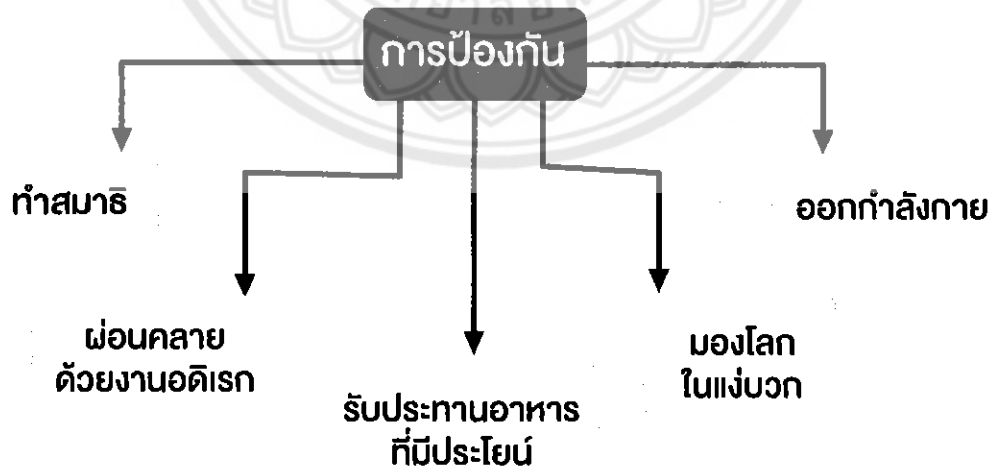 การป้องกัน
ทำสมาธิ
ออกกำลังกาย
ผ่อนคลาย
ด้วยงานอดิเรก
มองโลก
ในแง่บวก
รับประทานอาหาร
ที่มีประโยน์